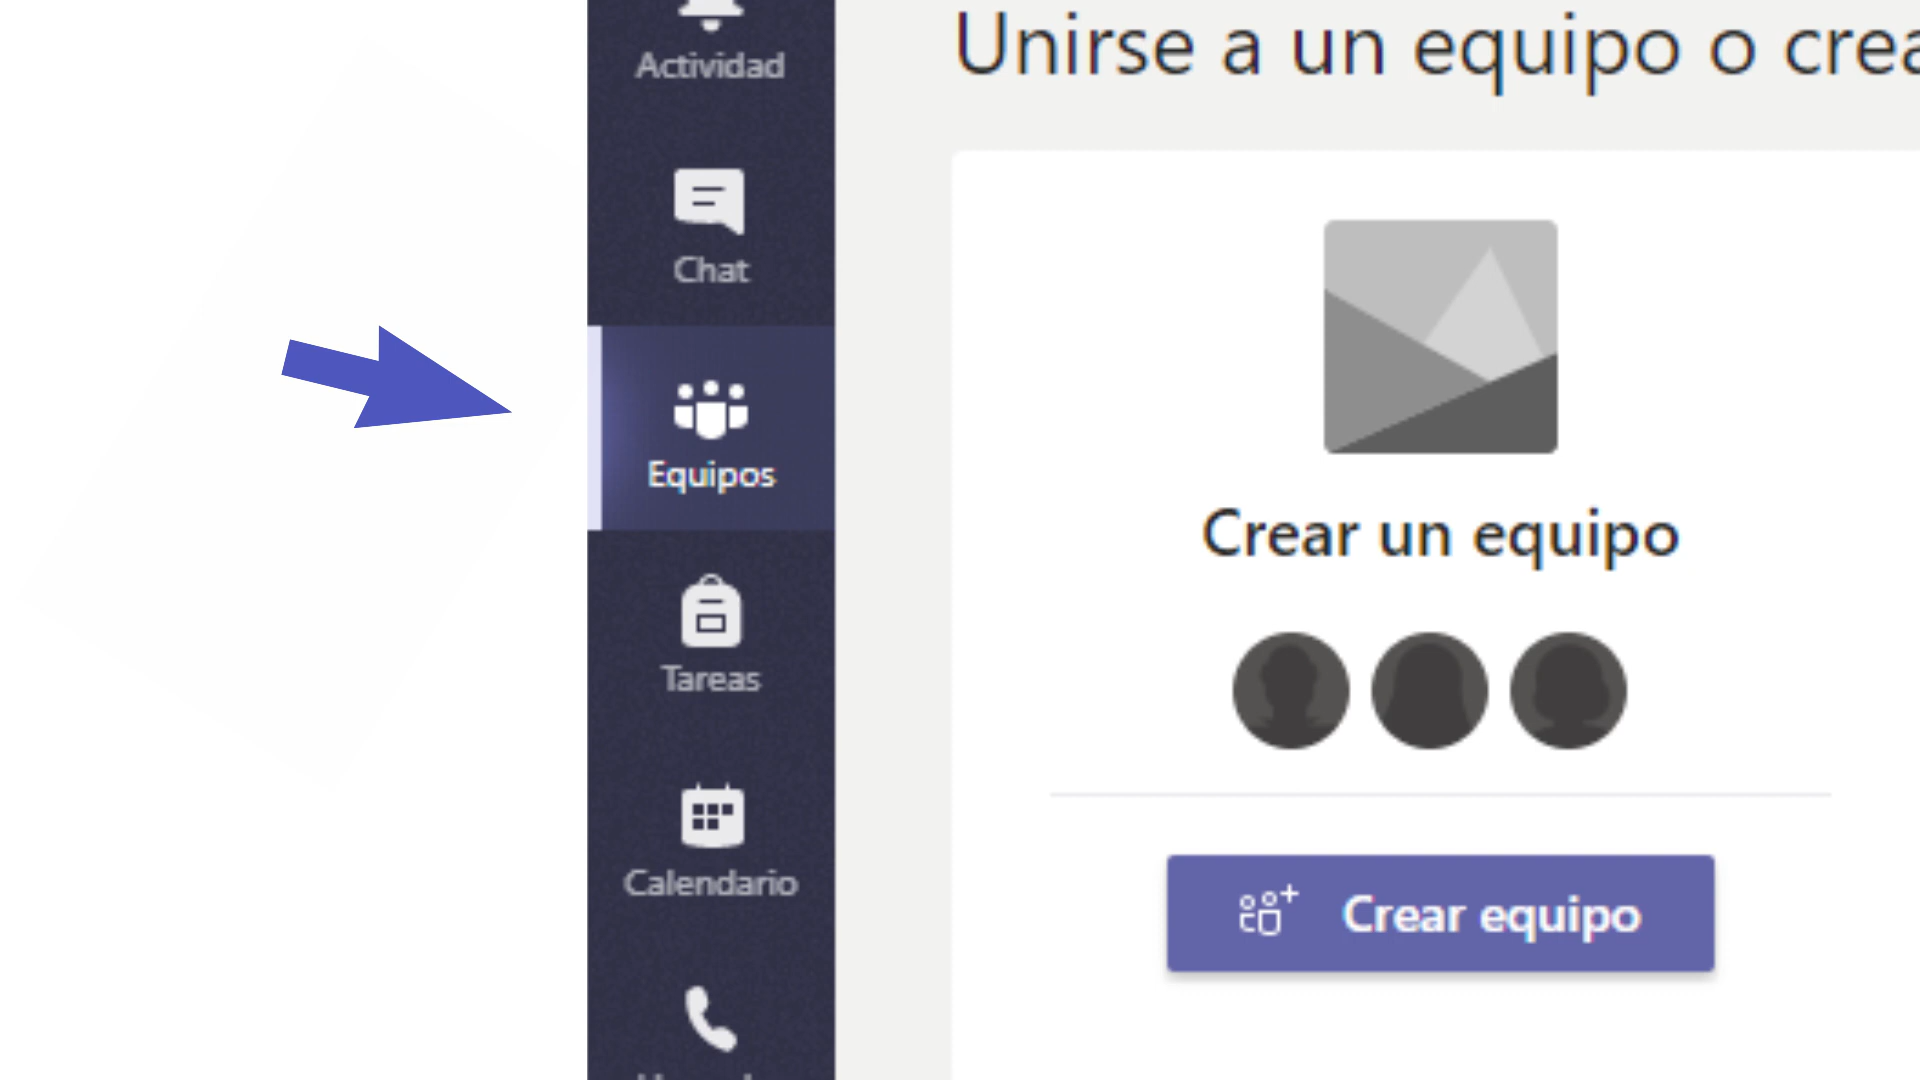 Actividad
Chat
Equipos
Tareas
Calendario
Unirse a un equipo o crea
Crear un equipo
Crear equipo